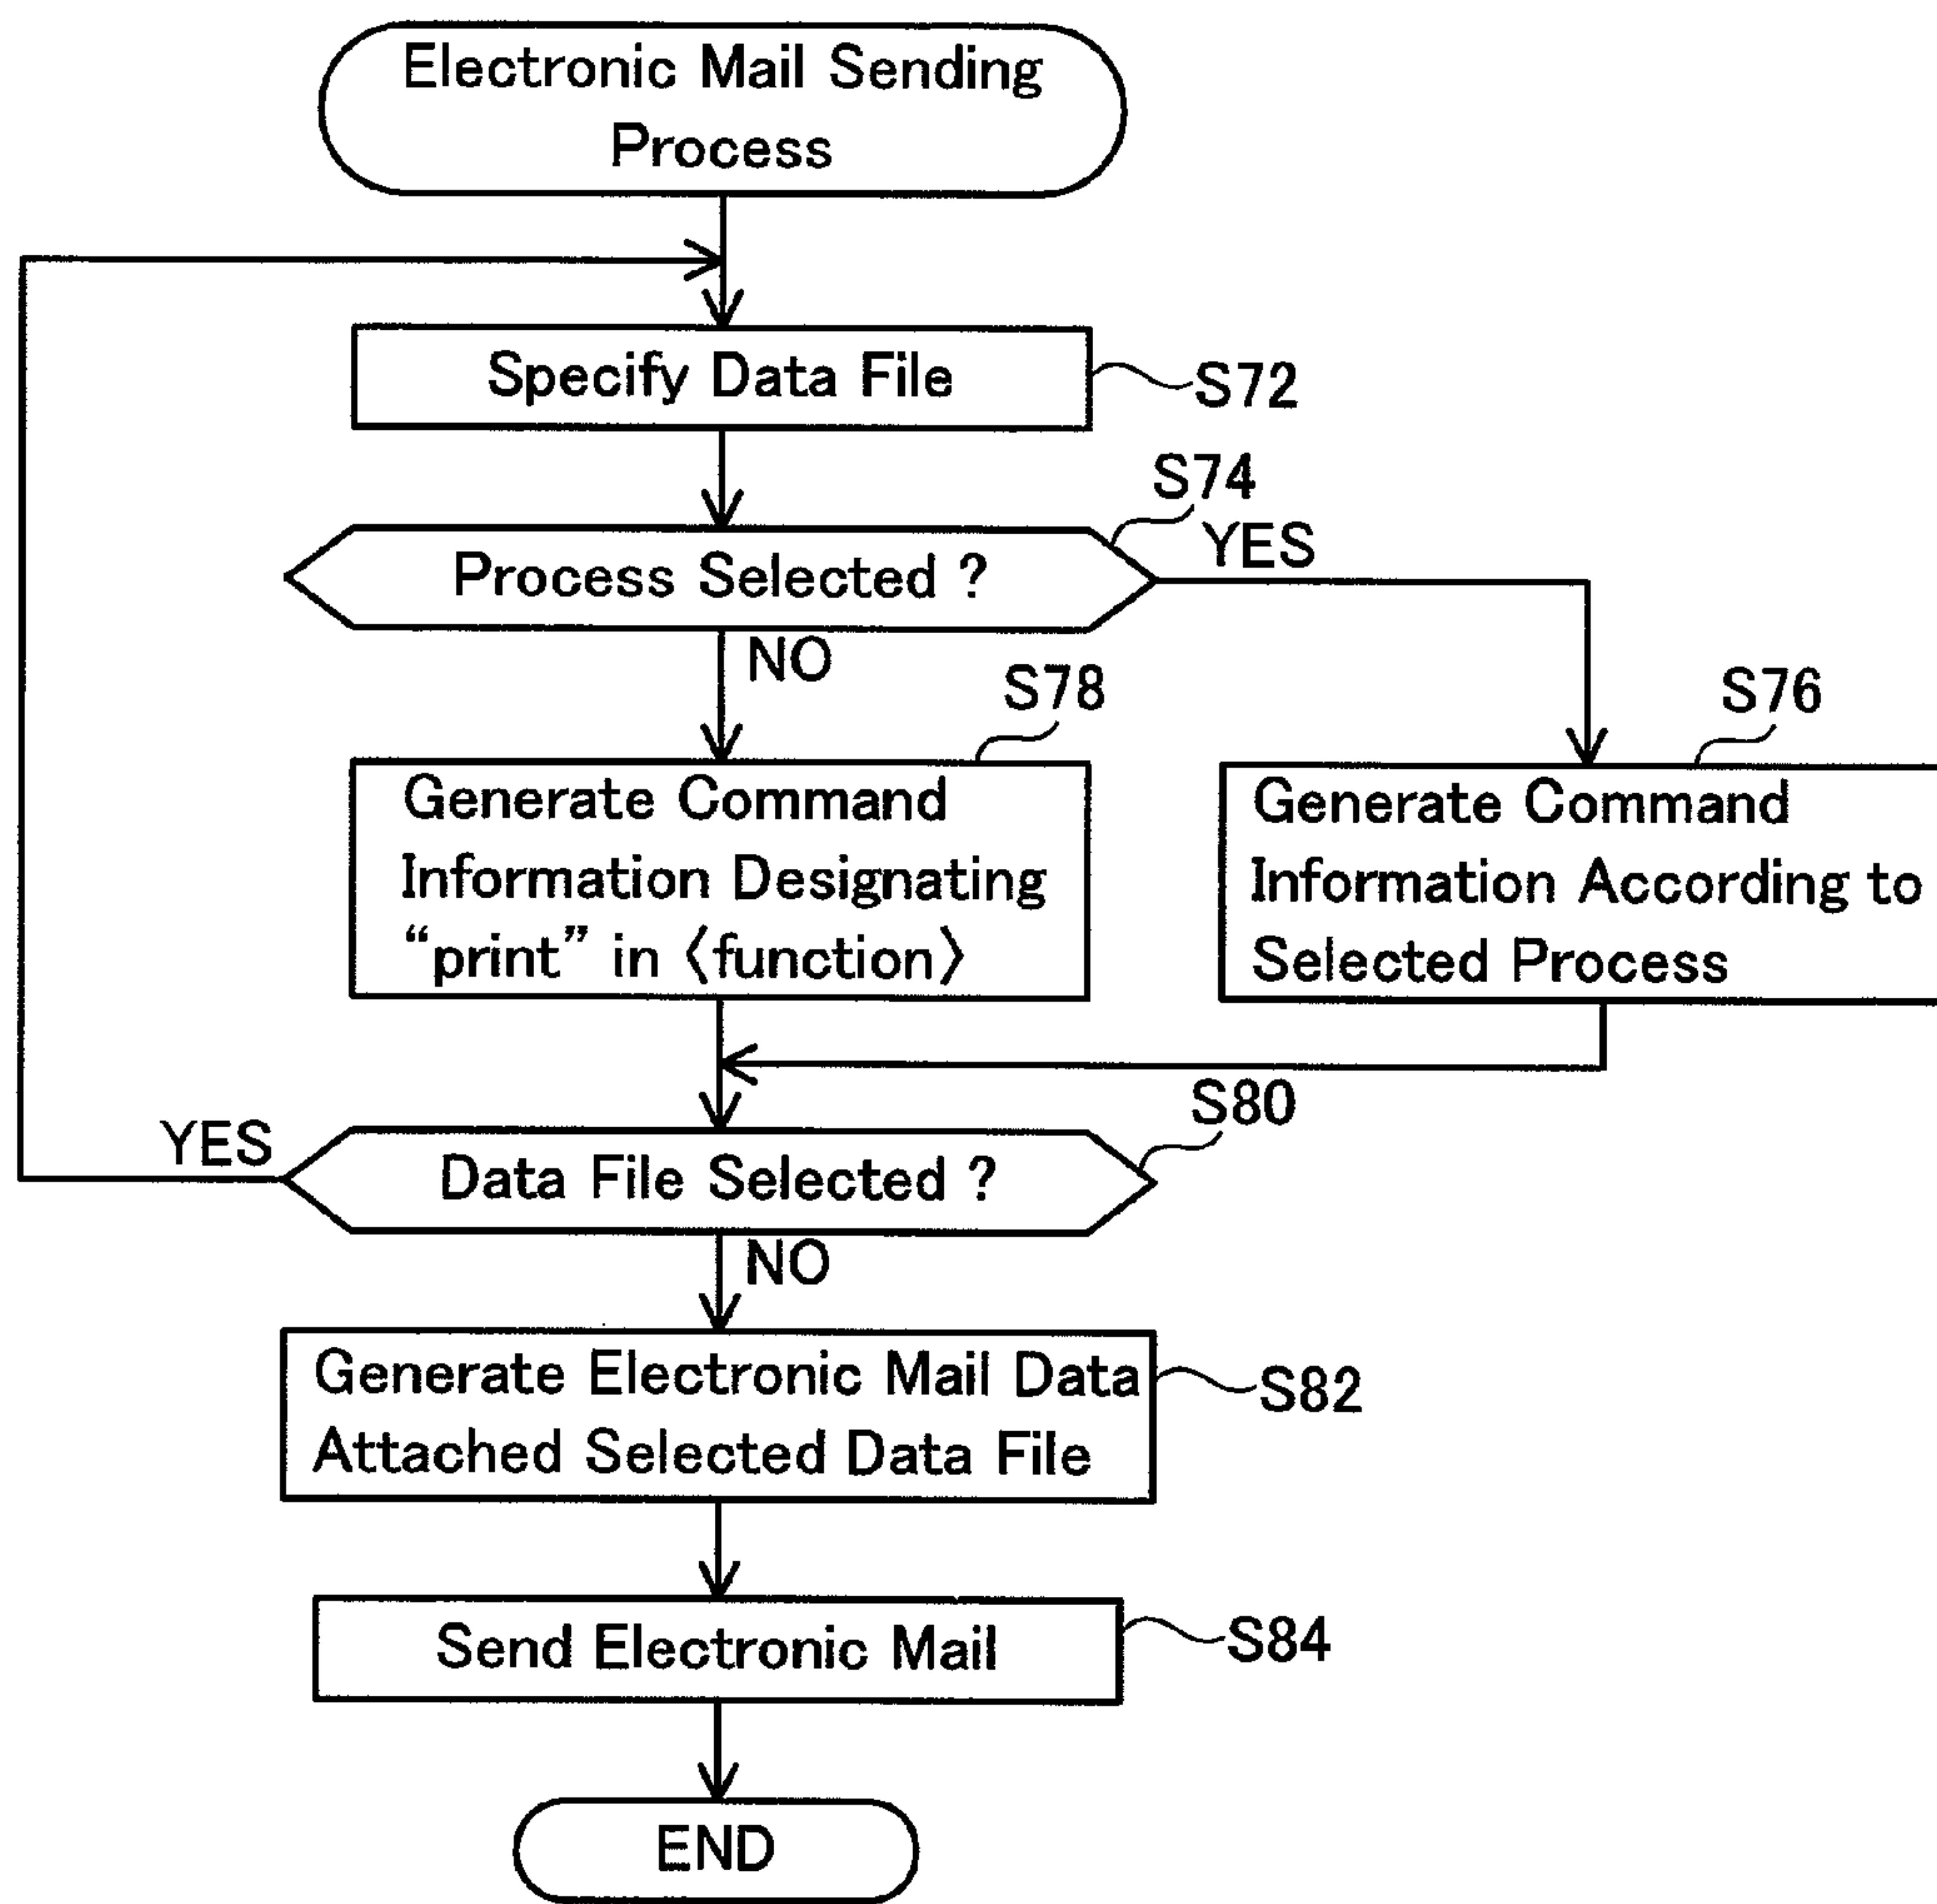 Electronic Mail Sending
Process
Specify Data File
S72
S74
Process Selected ?
YES
NO
S78
Generate Command
Information Designating
“print” in 〈function〉
S76
Generate Command
Information According to
Selected Process
S80
YES
Data File Selected ?
NO
Generate Electronic Mail Data
Attached Selected Data File
S82
Send Electronic Mail
S84
END